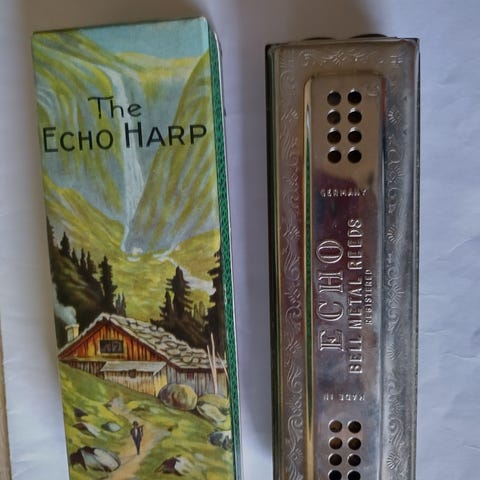 The
ECHO HARP
GERMANY
ECHO
BELL METAL REEDS
REGISTERED
MADE IN